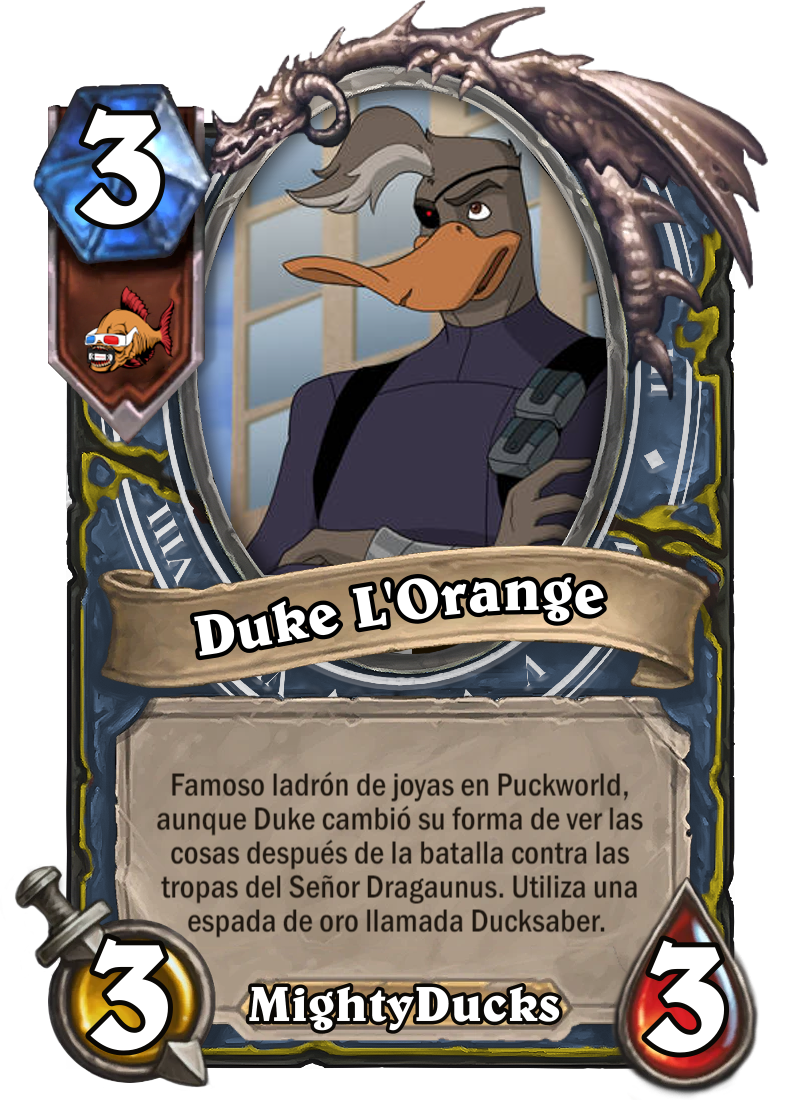 3
Duke L'Orange
Famoso ladrón de joyas en Puckworld,
aunque Duke cambió su forma de ver las
cosas después de la batalla contra las
tropas del Señor Dragaunus. Utiliza una
espada de oro llamada Ducksaber.
3
MightyDucks
3